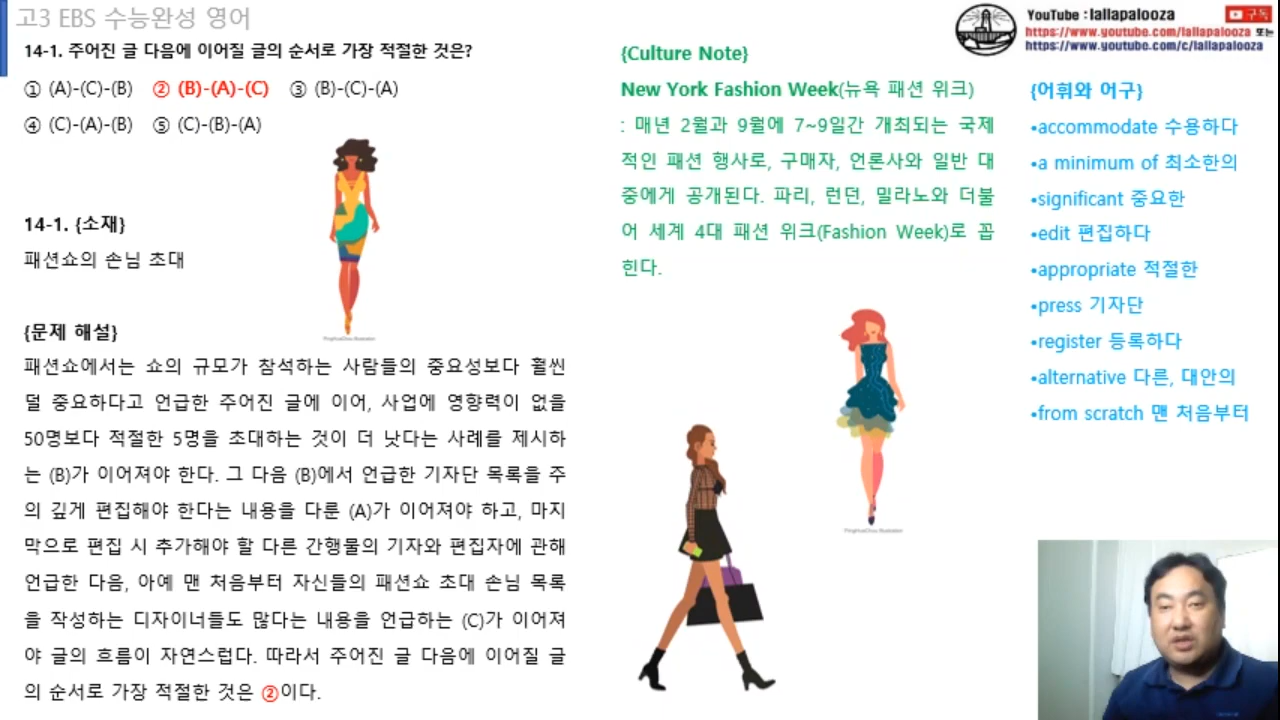 고3 EBS 수능완성 영어
14-1. 주어진 글 다음에 이어질 글의 순서로 가장 적절한 것은?
① (A)-(C)-(B) ② (B)-(A)-(C) ③ (B)-(C)-(A)
④ (C)-(A)-(B) ⑤ (C)-(B)-(A)
14-1. {소재}
패션쇼의 손님 초대
{문제 해설}
패션쇼에서는 쇼의 규모가 참석하는 사람들의 중요성보다 훨씬
덜 중요하다고 언급한 주어진 글에 이어, 사업에 영향력이 없을
50명보다 적절한 5명을 초대하는 것이 더 낫다는 사례를 제시하
는 (B)가 이어져야 한다. 그 다음 (B)에서 언급한 기자단 목록을 주
의 깊게 편집해야 한다는 내용을 다룬 (A)가 이어져야 하고, 마지
막으로 편집 시 추가해야 할 다른 간행물의 기자와 편집자에 관해
언급한 다음, 아예 맨 처음부터 자신들의 패션쇼 초대 손님 목록
을 작성하는 디자이너들도 많다는 내용을 언급하는 (C)가 이어져
야 글의 흐름이 자연스럽다. 따라서 주어진 글 다음에 이어질 글
의 순서로 가장 적절한 것은 ②이다.
{Culture Note}
New York Fashion Week(뉴욕 패션 위크)
: 매년 2월과 9월에 7~9일간 개최되는 국제
적인 패션 행사로, 구매자, 언론사와 일반 대
중에게 공개된다. 파리, 런던, 밀라노와 더불
어 세계 4대 패션 위크(Fashion Week)로 꼽
힌다.
YouTube : lallapalooza 구독
https://www.youtube.com/lallapalooza 또는
https://www.youtube.com/c/lallapalooza
{어휘와 어구}
•accommodate 수용하다
•a minimum of 최소한의
•significant 중요한
•edit 편집하다
•appropriate 적절한
•press 기자단
•register 등록하다
•alternative 다른, 대안의
•from scratch 맨 처음부터